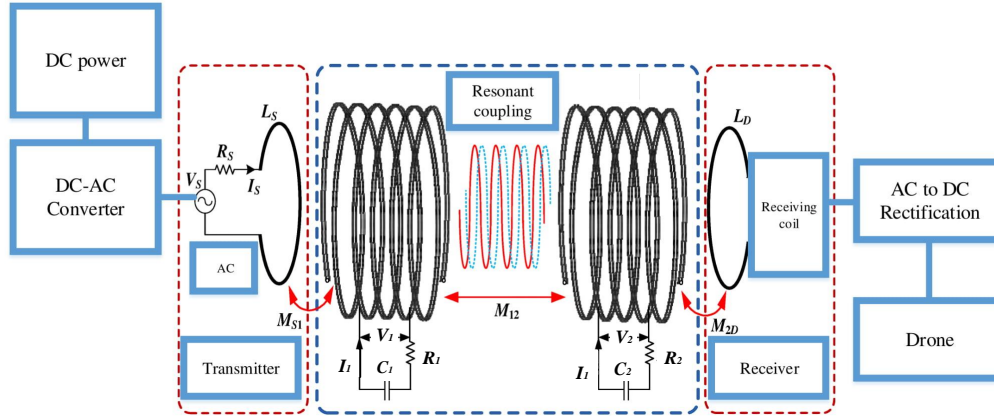 DC power
DC-AC
Converter
L_S
R_S
V_S
I_S
AC
M_S1
Transmitter
Resonant
coupling
M_12
V_1
I_1
R_1
C_1
V_2
I_1
R_2
C_2
L_D
Receiving
coil
M_2D
Receiver
AC to DC
Rectification
Drone